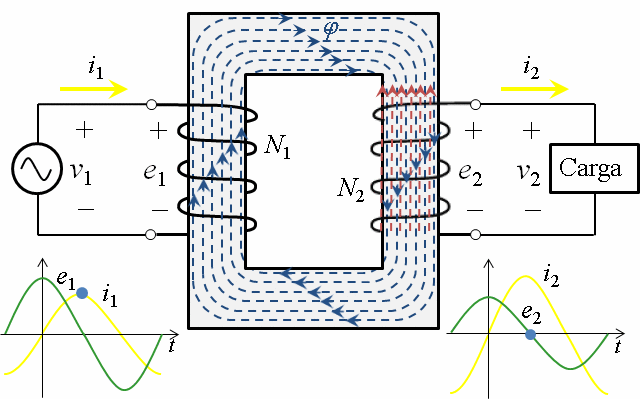 φ
i1
i2
+ + + +
N1
v1 e1 N2 e2 v2 Carga
− − − −
e1 i1
t
i2
e2
t